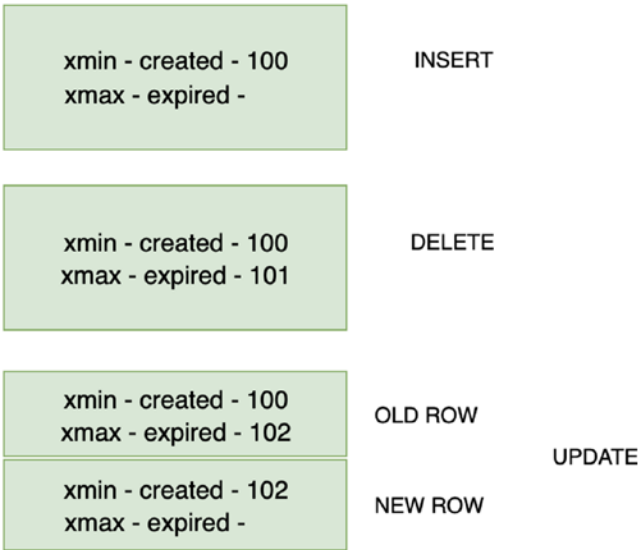 xmin - created - 100
xmax - expired -
INSERT
xmin - created - 100
xmax - expired - 101
DELETE
xmin - created - 100
xmax - expired - 102
OLD ROW
UPDATE
xmin - created - 102
xmax - expired -
NEW ROW